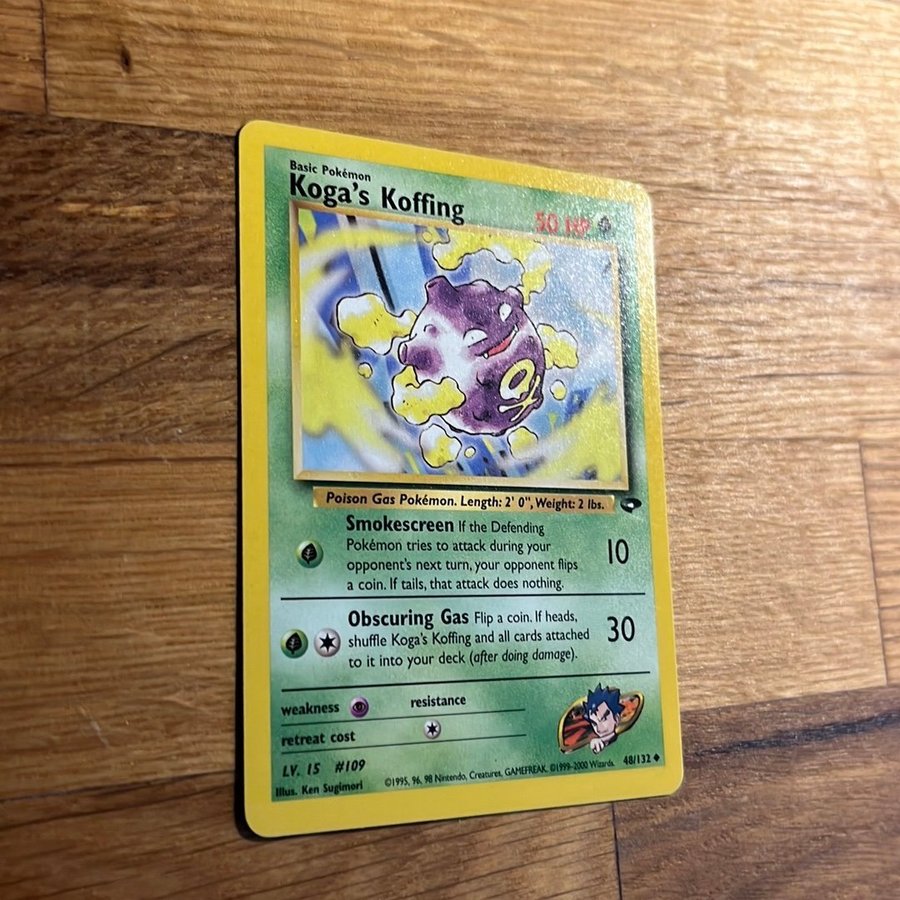 Basic Pokémon
Koga's Koffing
50 HP
Poison Gas Pokémon. Length: 2' 0", Weight: 2 lbs.
Smokescreen If the Defending
Pokémon tries to attack during your
opponent's next turn, your opponent flips
a coin. If tails, that attack does nothing.
10
Obscuring Gas Flip a coin. If heads,
shuffle Koga's Koffing and all cards attached
to it into your deck (after doing damage).
30
weakness
resistance
retreat cost
LV. 15 #109
Illus. Ken Sugimori
©1995, 96, 98 Nintendo, Creatures, GAMEFREAK. ©1999-2000 Wizards.
48/132